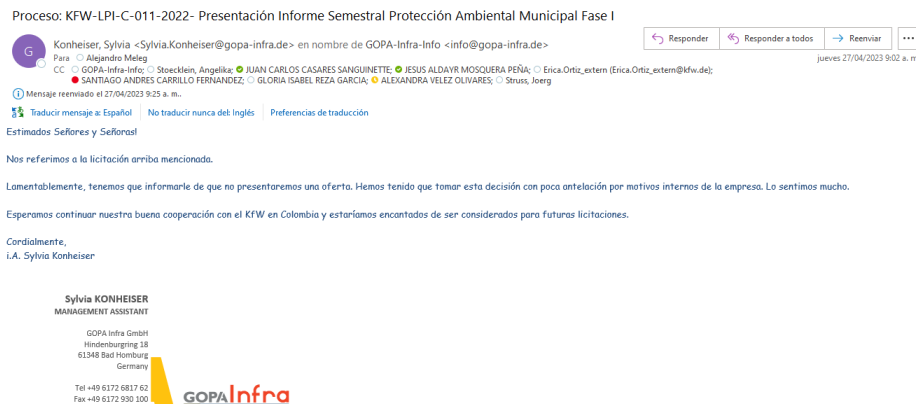 Proceso: KFW-LPI-C-011-2022- Presentación Informe Semestral Protección Ambiental Municipal Fase I
G
Konheiser, Sylvia <Sylvia.Konheiser@gopa-infra.de> en nombre de GOPA-Infra-Info <info@gopa-infra.de>
Responder
Responder a todos
Reenviar
...
Para Alejandro Meleg
jueves 27/04/2023 9:02 a. m
CC GOPA-Infra-Info; Stoecklein, Angelika; JUAN CARLOS CASARES SANGUINETTE; JESUS ALDAYR MOSQUERA PEÑA; Erica.Ortiz_extern (Erica.Ortiz_extern@kfw.de);
SANTIAGO ANDRES CARRILLO FERNANDEZ; GLORIA ISABEL REZA GARCIA; ALEXANDRA VELEZ OLIVARES; Struss, Joerg
Mensaje reenviado el 27/04/2023 9:25 a. m..
Traducir mensaje a: Español No traducir nunca del: Inglés Preferencias de traducción
Estimados Señores y Señoras!
Nos referimos a la licitación arriba mencionada.
Lamentablemente, tenemos que informarle de que no presentaremos una oferta. Hemos tenido que tomar esta decisión con poca antelación por motivos internos de la empresa. Lo sentimos mucho.
Esperamos continuar nuestra buena cooperación con el KfW en Colombia y estaríamos encantados de ser considerados para futuras licitaciones.
Cordialmente,
i.A. Sylvia Konheiser
Sylvia KONHEISER
MANAGEMENT ASSISTANT
GOPA Infra GmbH
Hindenburgring 18
61348 Bad Homburg
Germany
Tel +49 6172 6817 62
Fax +49 6172 930 100
GOPA Infra